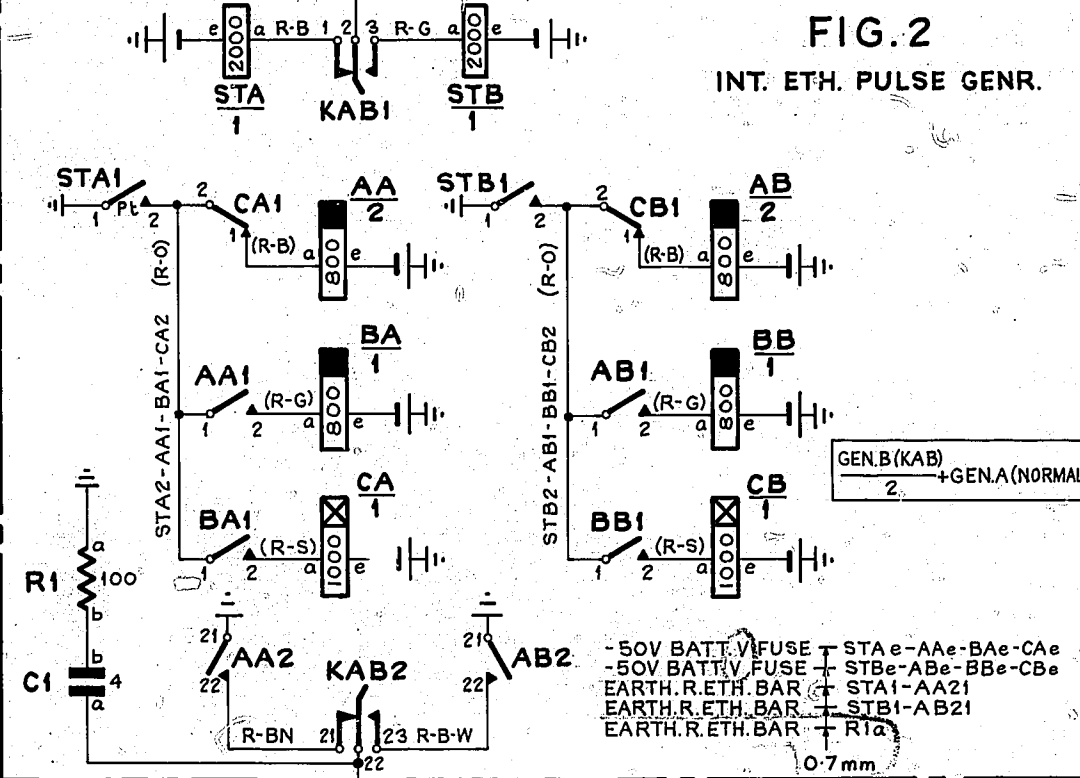 FIG.2
INT. ETH. PULSE GENR.
e 2000 a R-B 1 2 3 R-G a 2000 e
STA
1
KAB1
STB
1
STA1
1 Pt 2
2 CA1
1
(R-B)
AA
2
a 800 e
STB1
1 2
2 CB1
1
(R-B)
AB
2
a 800 e
STA2-AA1-BA1-CA2 (R-O)
STB2-AB1-BB1-CB2 (R-O)
AA1
1 2
(R-G)
BA
1
a 800 e
AB1
1 2
(R-G)
BB
1
a 800 e
GEN.B(KAB)
2
+GEN.A(NORMAL
BA1
1 2
(R-S)
CA
1
a 1000 e
BB1
1 2
(R-S)
CB
1
a 1000 e
R1
a
100
b
C1
b
4
a
21
AA2
22
R-BN
KAB2
21 23
22
R-B-W
21
AB2
22
-50V BATT.V FUSE STAe-AAe-BAe-CAe
-50V BATT.V FUSE STBe-ABe-BBe-CBe
EARTH.R.ETH.BAR STA1-AA21
EARTH.R.ETH.BAR STB1-AB21
EARTH.R.ETH.BAR R1a
0.7mm